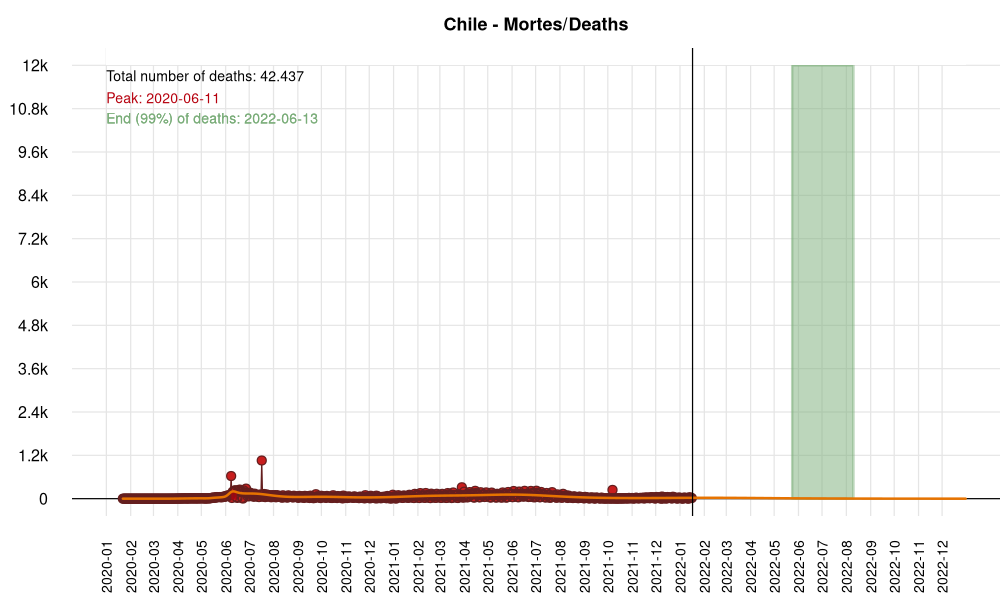 Chile - Mortes/Deaths
Total number of deaths: 42.437
Peak: 2020-06-11
End (99%) of deaths: 2022-06-13
12k
10.8k
9.6k
8.4k
7.2k
6k
4.8k
3.6k
2.4k
1.2k
0
2020-01
2020-02
2020-03
2020-04
2020-05
2020-06
2020-07
2020-08
2020-09
2020-10
2020-11
2020-12
2021-01
2021-02
2021-03
2021-04
2021-05
2021-06
2021-07
2021-08
2021-09
2021-10
2021-11
2021-12
2022-01
2022-02
2022-03
2022-04
2022-05
2022-06
2022-07
2022-08
2022-09
2022-10
2022-11
2022-12